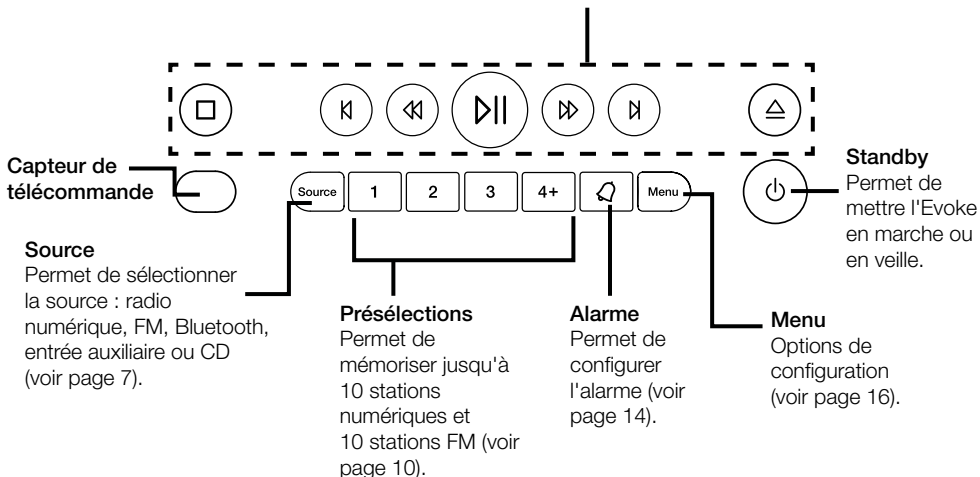 Capteur de
télécommande
Source
1
2
3
4+
Menu
Standby
Permet de
mettre l'Evoke
en marche ou
en veille.
Source
Permet de sélectionner
la source : radio
numérique, FM, Bluetooth,
entrée auxiliaire ou CD
(voir page 7).
Présélections
Permet de
mémoriser jusqu'à
10 stations
numériques et
10 stations FM (voir
page 10).
Alarme
Permet de
configurer
l'alarme (voir
page 14).
Menu
Options de
configuration
(voir page 16).